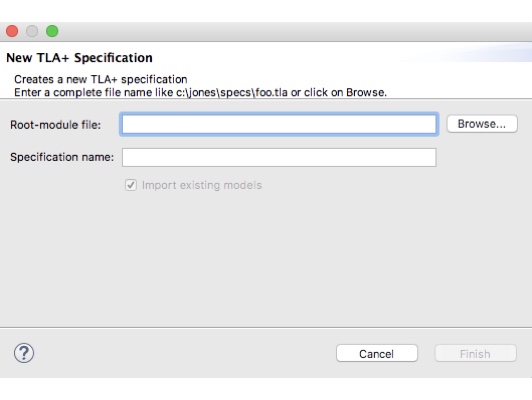 New TLA+ Specification
Creates a new TLA+ specification
Enter a complete file name like c:\jones\specs\foo.tla or click on Browse.
Root-module file:
Browse...
Specification name:
Import existing models
?
Cancel
Finish